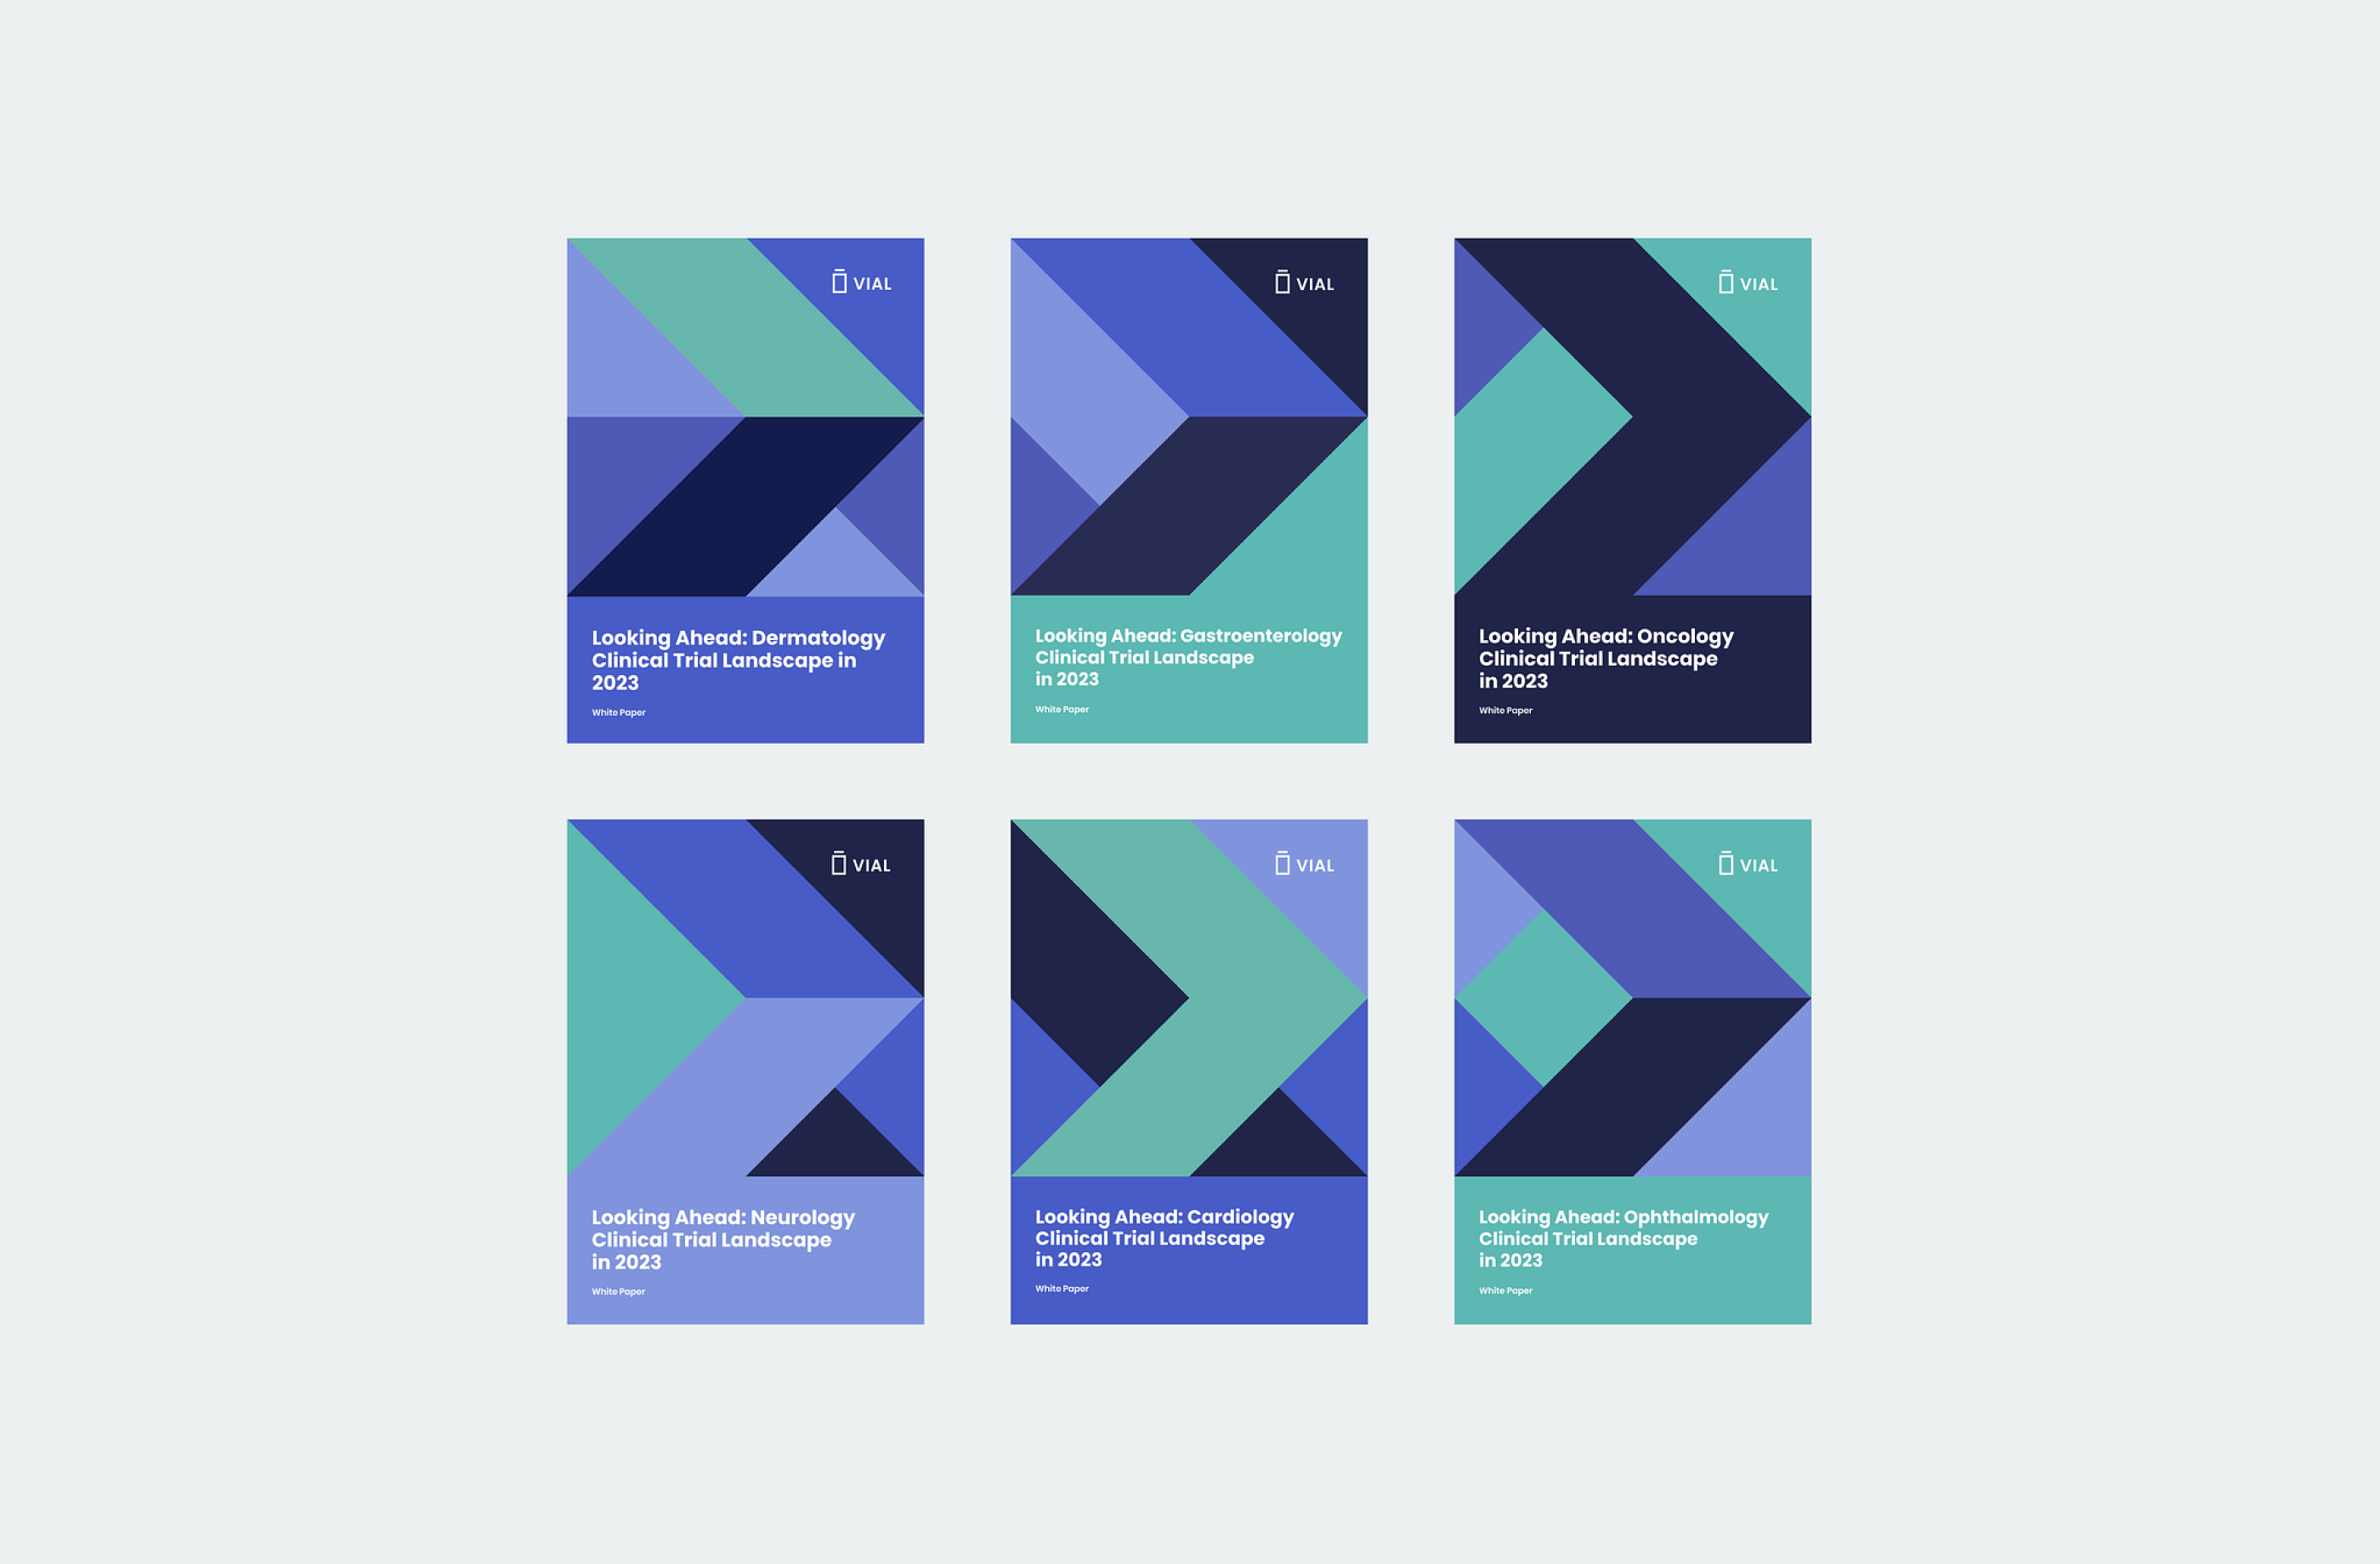 VIAL
Looking Ahead: Dermatology
Clinical Trial Landscape in
2023
White Paper
VIAL
Looking Ahead: Gastroenterology
Clinical Trial Landscape
in 2023
White Paper
VIAL
Looking Ahead: Oncology
Clinical Trial Landscape
in 2023
White Paper
VIAL
Looking Ahead: Neurology
Clinical Trial Landscape
in 2023
White Paper
VIAL
Looking Ahead: Cardiology
Clinical Trial Landscape
in 2023
White Paper
VIAL
Looking Ahead: Ophthalmology
Clinical Trial Landscape
in 2023
White Paper